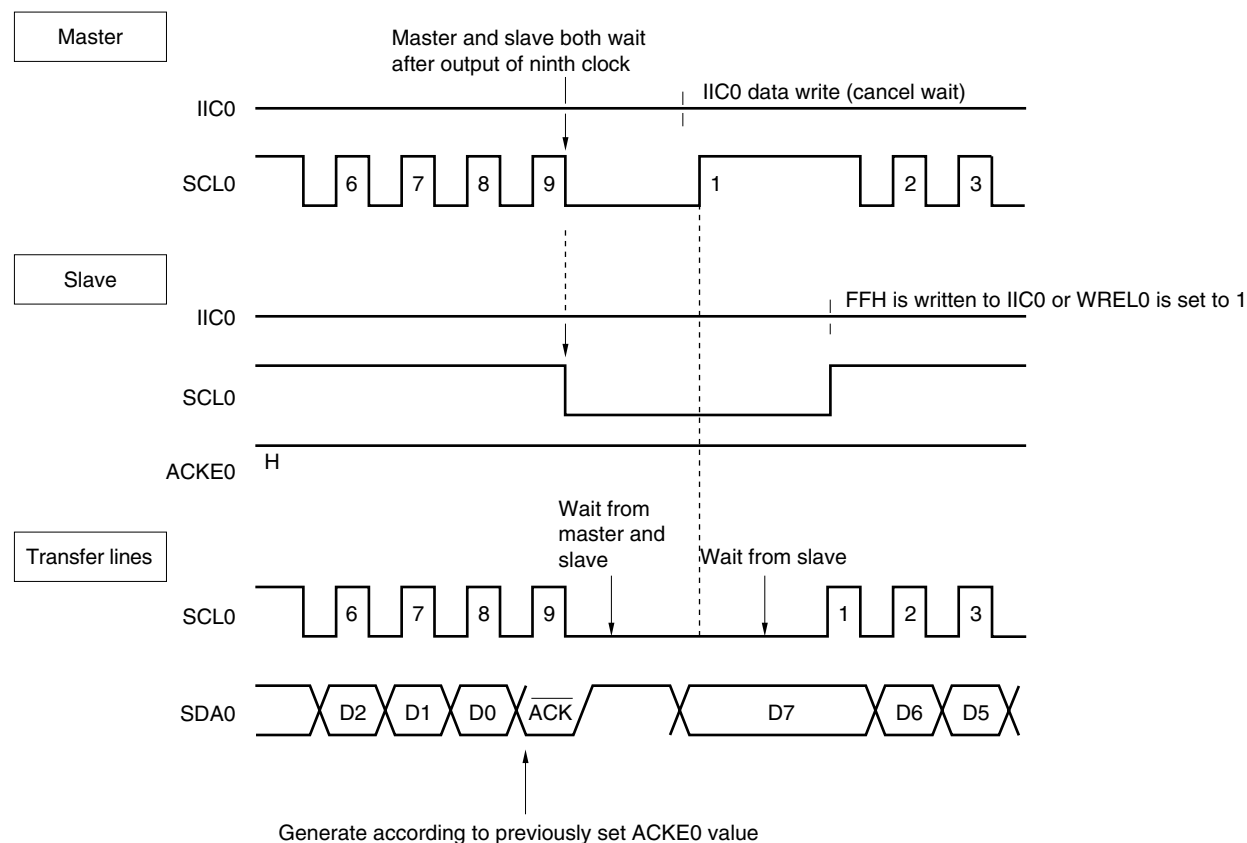 Master
Master and slave both wait
after output of ninth clock
IIC0
IIC0 data write (cancel wait)
SCL0
6 7 8 9 1 2 3
Slave
FFH is written to IIC0 or WREL0 is set to 1
IIC0
SCL0
ACKE0
H
Wait from
master and
slave
Wait from slave
Transfer lines
SCL0
6 7 8 9 1 2 3
SDA0
D2 D1 D0 A̅C̅K̅ D7 D6 D5
Generate according to previously set ACKE0 value